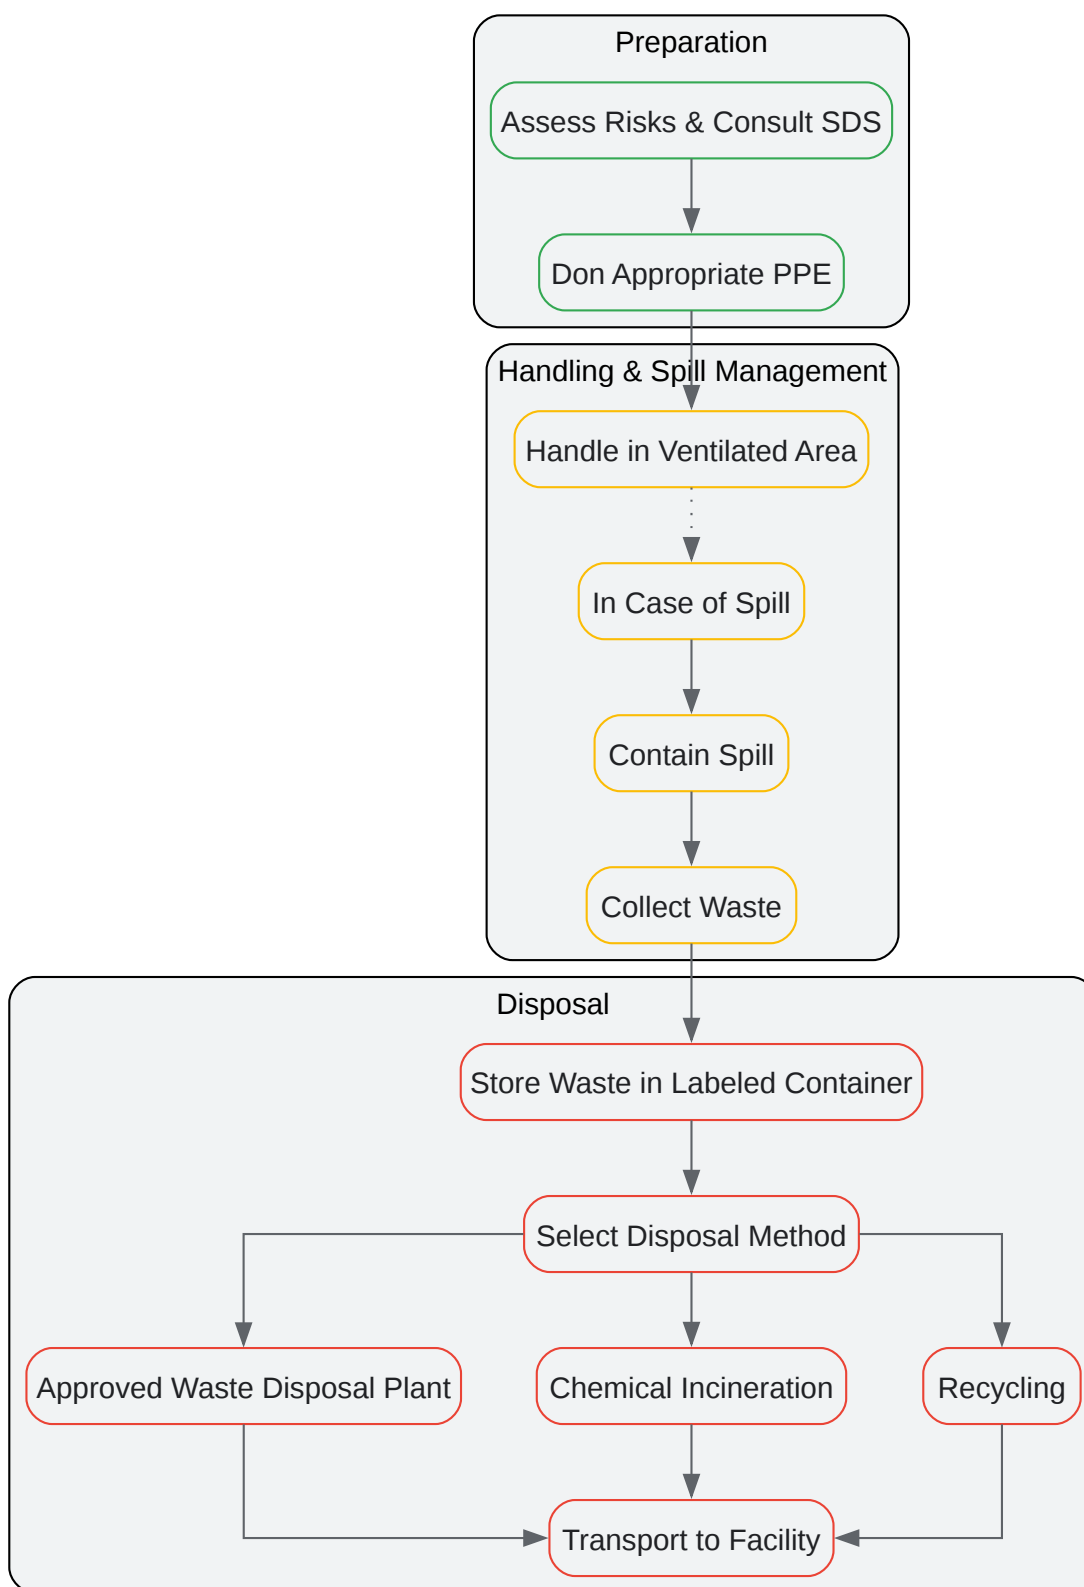 Preparation
Assess Risks & Consult SDS
Don Appropriate PPE
Handling & Spill Management
Handle in Ventilated Area
In Case of Spill
Contain Spill
Collect Waste
Disposal
Store Waste in Labeled Container
Select Disposal Method
Approved Waste Disposal Plant
Chemical Incineration
Recycling
Transport to Facility